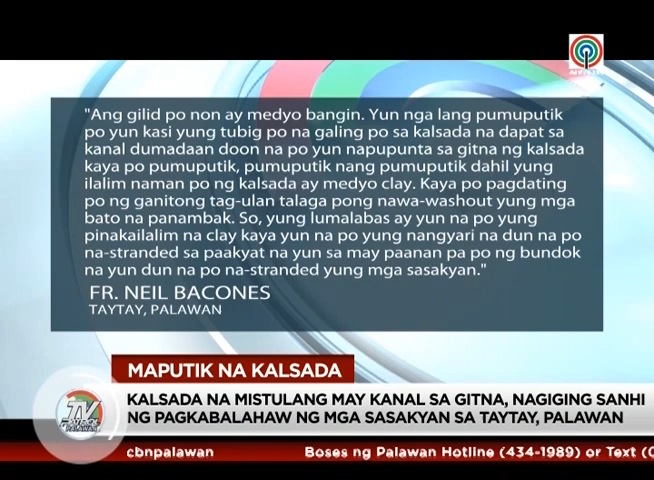 "Ang gilid po non ay medyo bangin. Yun nga lang pumuputik
po yun kasi yung tubig po na galing po sa kalsada na dapat sa
kanal dumadaan doon na po yun napupunta sa gitna ng kalsada
kaya po pumuputik, pumuputik nang pumuputik dahil yung
ilalim naman po ng kalsada ay medyo clay. Kaya po pagdating
po ng ganitong tag-ulan talaga pong nawa-washout yung mga
bato na panambak. So, yung lumalabas ay yun na po yung
pinakailalim na clay kaya yun na po yung nangyari na dun na po
na-stranded sa paakyat na yun sa may paanan pa po ng bundok
na yun dun na po na-stranded yung mga sasakyan."
FR. NEIL BACONES
TAYTAY, PALAWAN
MAPUTIK NA KALSADA
KALSADA NA MISTULANG MAY KANAL SA GITNA, NAGIGING SANHI
NG PAGKABALAHAW NG MGA SASAKYAN SA TAYTAY, PALAWAN
TV
PATROL
PALAWAN
cbnpalawan
Boses ng Palawan Hotline (434-1989) or Text (0